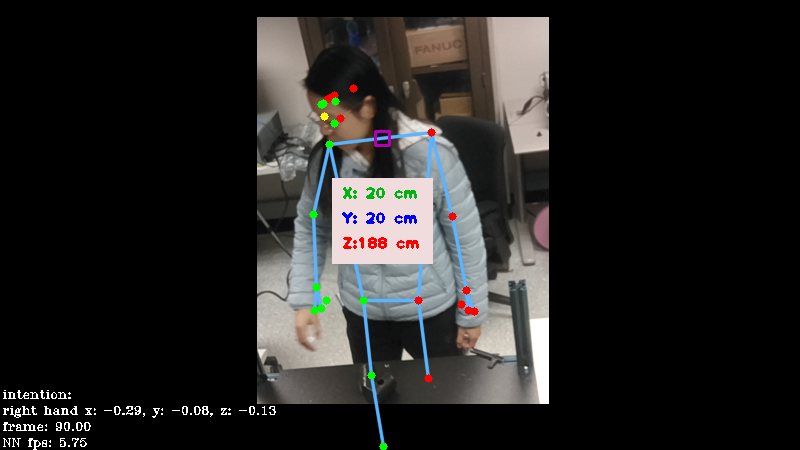 FANUC
X: 20 cm
Y: 20 cm
Z:188 cm
intention:
right hand x: -0.29, y: -0.08, z: -0.13
frame: 90.00
NN fps: 5.75